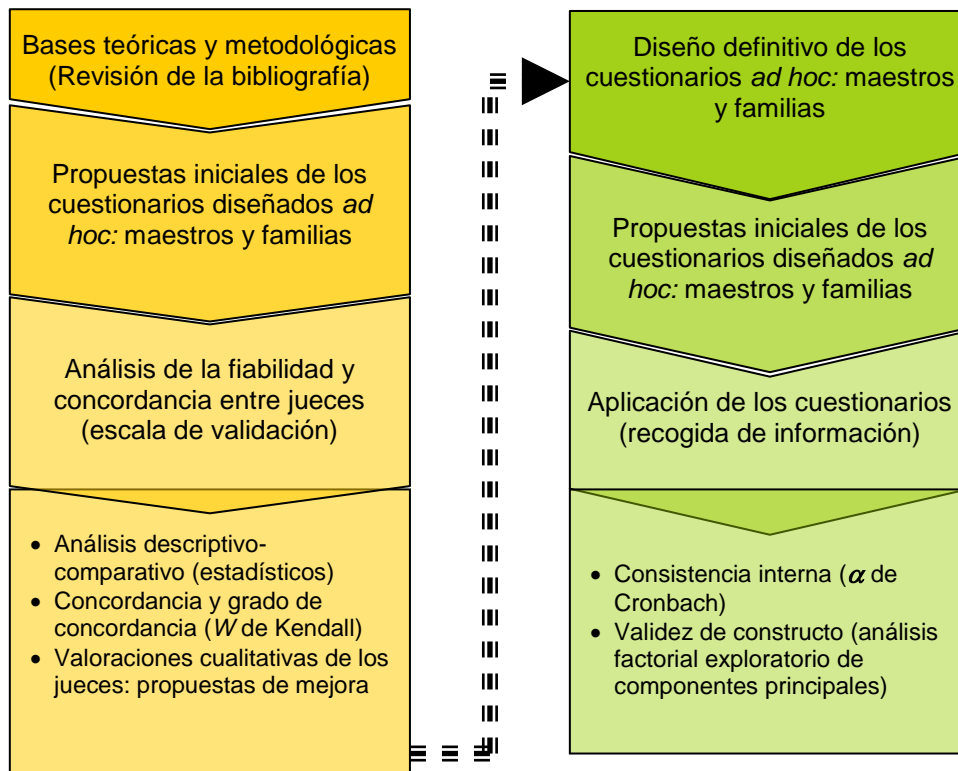 Bases teóricas y metodológicas
(Revisión de la bibliografía)
Propuestas iniciales de los
cuestionarios diseñados ad
hoc: maestros y familias
Análisis de la fiabilidad y
concordancia entre jueces
(escala de validación)
• Análisis descriptivo-
comparativo (estadísticos)
• Concordancia y grado de
concordancia (W de Kendall)
• Valoraciones cualitativas de los
jueces: propuestas de mejora
Diseño definitivo de los
cuestionarios ad hoc: maestros
y familias
Propuestas iniciales de los
cuestionarios diseñados ad
hoc: maestros y familias
Aplicación de los cuestionarios
(recogida de información)
• Consistencia interna (α de
Cronbach)
• Validez de constructo (análisis
factorial exploratorio de
componentes principales)